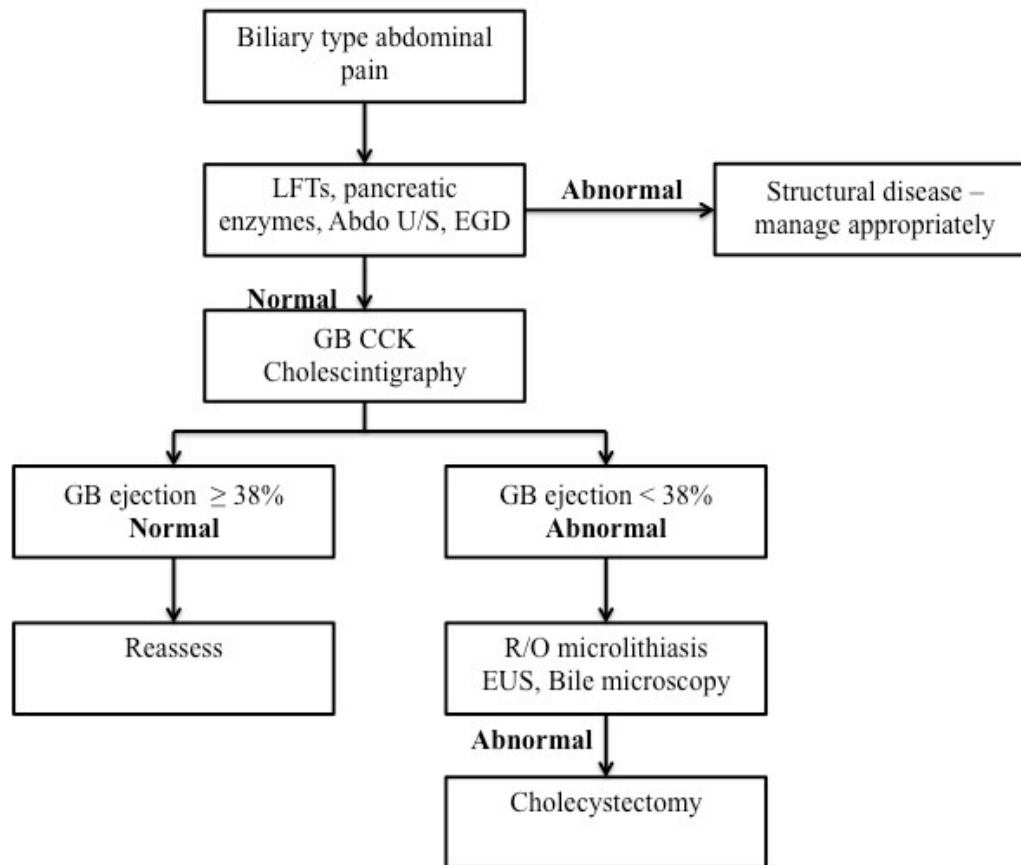 Biliary type abdominal
pain
LFTs, pancreatic
enzymes, Abdo U/S, EGD
Abnormal
Structural disease –
manage appropriately
Normal
GB CCK
Cholescintigraphy
GB ejection ≥ 38%
Normal
GB ejection < 38%
Abnormal
Reassess
R/O microlithiasis
EUS, Bile microscopy
Abnormal
Cholecystectomy